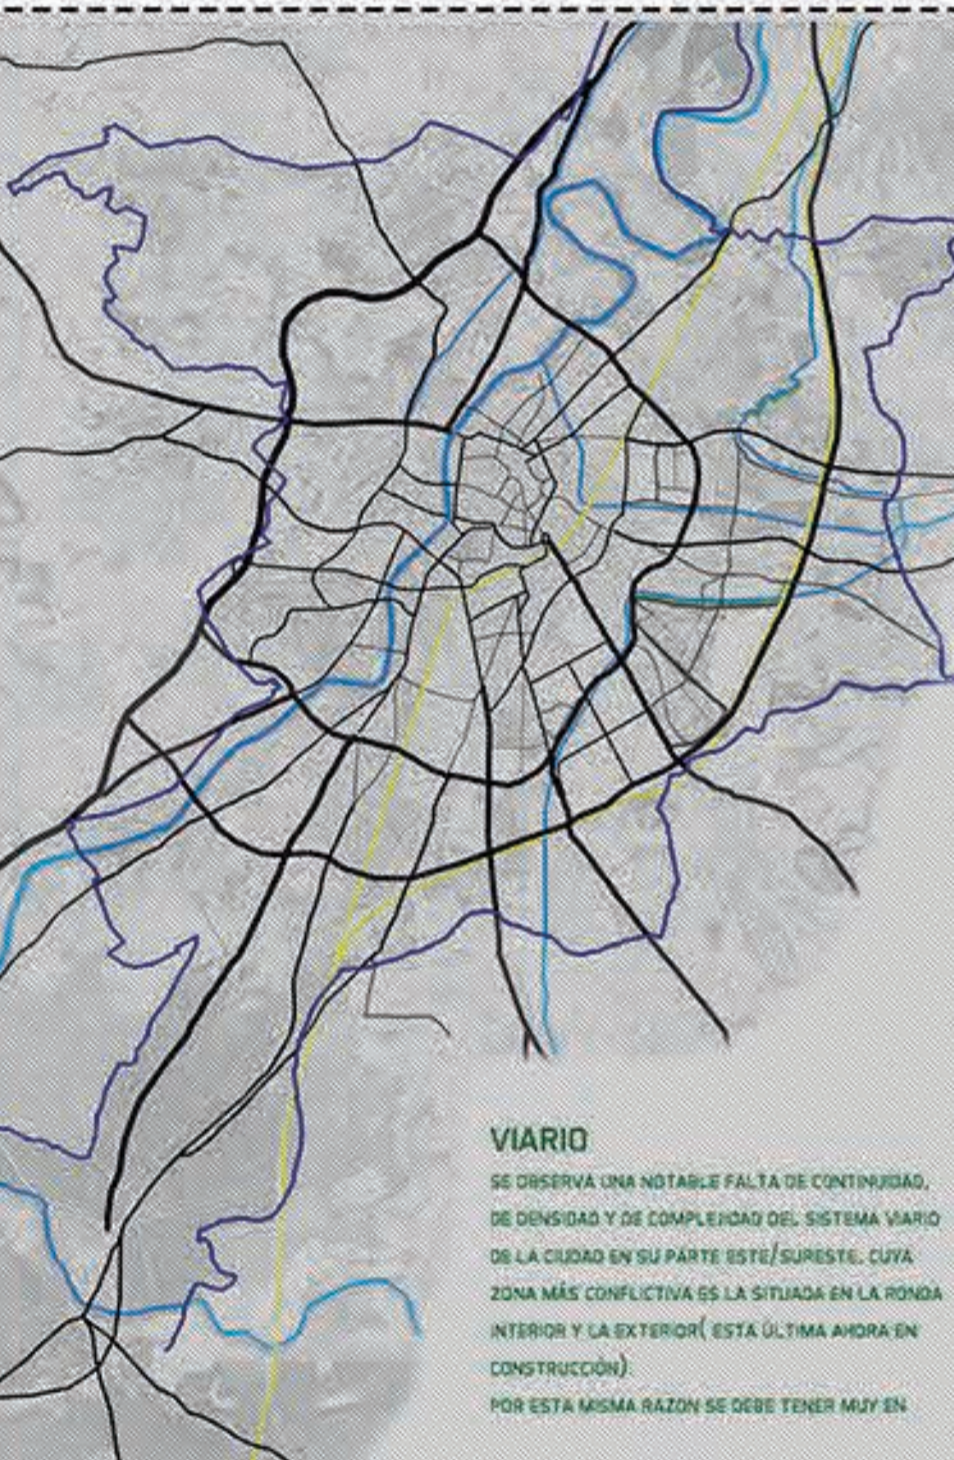 VIARIO
SE OBSERVA UNA NOTABLE FALTA DE CONTINUIDAD,
DE DENSIDAD Y DE COMPLEJIDAD DEL SISTEMA VIARIO
DE LA CIUDAD EN SU PARTE ESTE/SURESTE, CUYA
ZONA MÁS CONFLICTIVA ES LA SITUADA EN LA RONDA
INTERIOR Y LA EXTERIOR( ESTA ÚLTIMA AHORA EN
CONSTRUCCIÓN)
POR ESTA MISMA RAZON SE DEBE TENER MUY EN